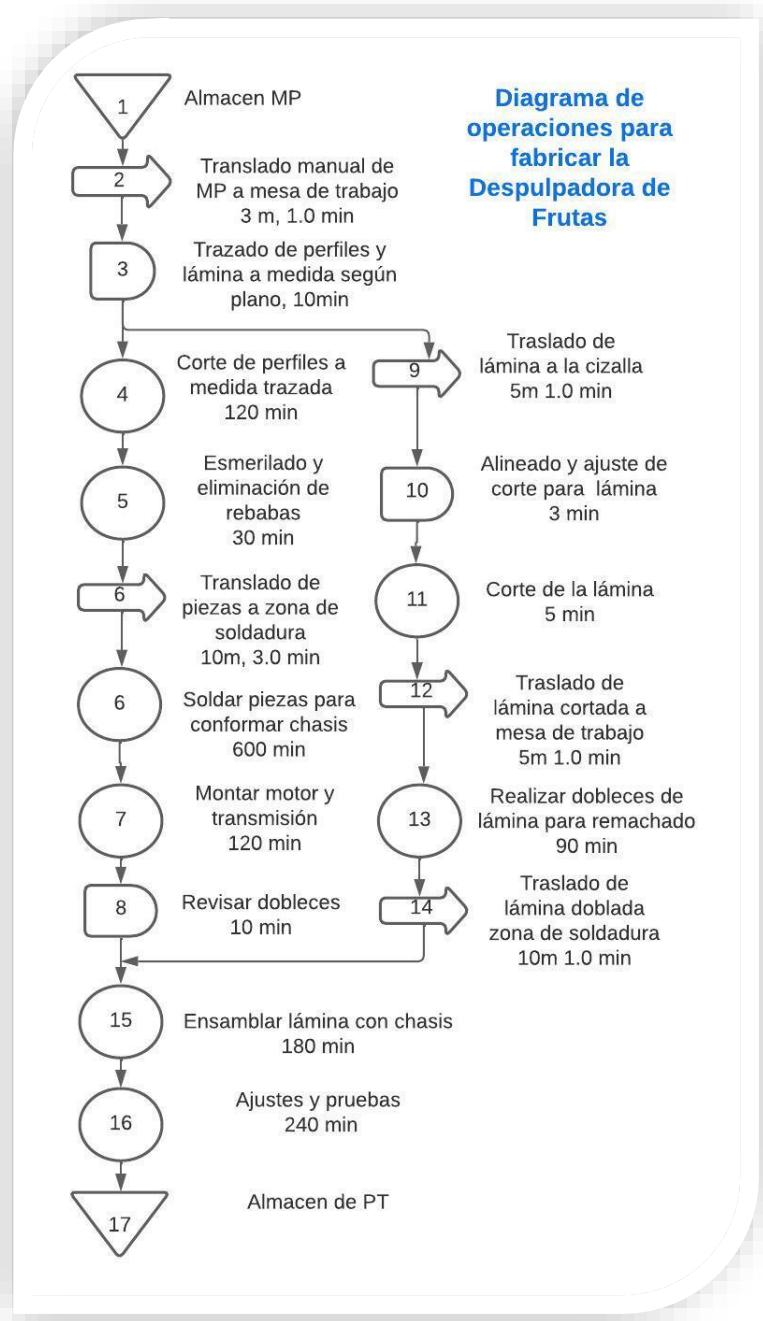 Diagrama de
operaciones para
fabricar la
Despulpadora de
Frutas
1
Almacen MP
2
Translado manual de
MP a mesa de trabajo
3 m, 1.0 min
3
Trazado de perfiles y
lámina a medida según
plano, 10min
4
Corte de perfiles a
medida trazada
120 min
5
Esmerilado y
eliminación de
rebabas
30 min
6
Translado de
piezas a zona de
soldadura
10m, 3.0 min
6
Soldar piezas para
conformar chasis
600 min
7
Montar motor y
transmisión
120 min
8
Revisar dobleces
10 min
9
Traslado de
lámina a la cizalla
5m 1.0 min
10
Alineado y ajuste de
corte para lámina
3 min
11
Corte de la lámina
5 min
12
Traslado de
lámina cortada a
mesa de trabajo
5m 1.0 min
13
Realizar dobleces de
lámina para remachado
90 min
14
Traslado de
lámina doblada
zona de soldadura
10m 1.0 min
15
Ensamblar lámina con chasis
180 min
16
Ajustes y pruebas
240 min
17
Almacen de PT